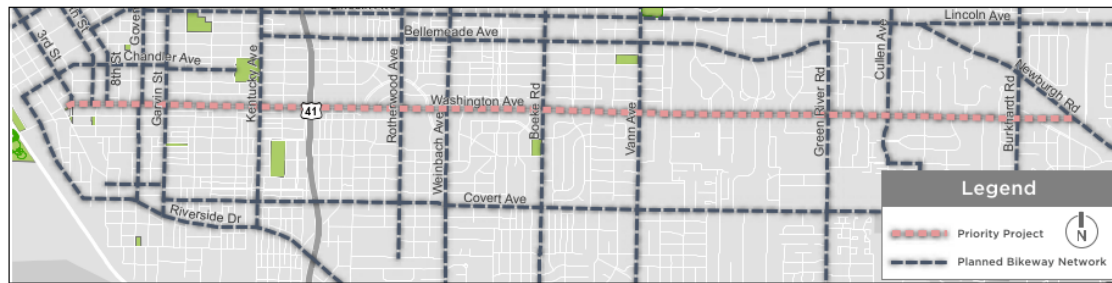 Lincoln Ave
Bellemeade Ave
3rd St
8th St
Chandler Ave
Garvin St
Kentucky Ave
41
Rotherwood Ave
Washington Ave
Weinbach Ave
Boeke Rd
Vann Ave
Green River Rd
Cullen Ave
Newburgh Rd
Burkhardt Rd
Covert Ave
Riverside Dr
Legend
Priority Project
N
Planned Bikeway Network